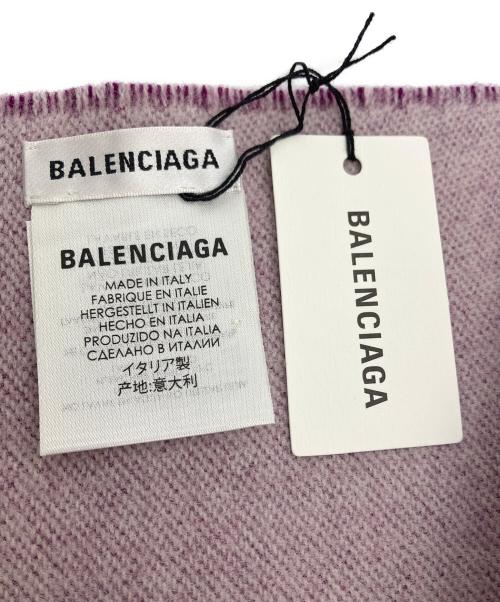 BALENCIAGA
BALENCIAGA
MADE IN ITALY
FABRIQUE EN ITALIE
HERGESTELLT IN ITALIEN
HECHO EN ITALIA
PRODUZIDO NA ITALIA
СДЕЛАНО В ИТАЛИИ
イタリア製
产地:意大利
BALENCIAGA